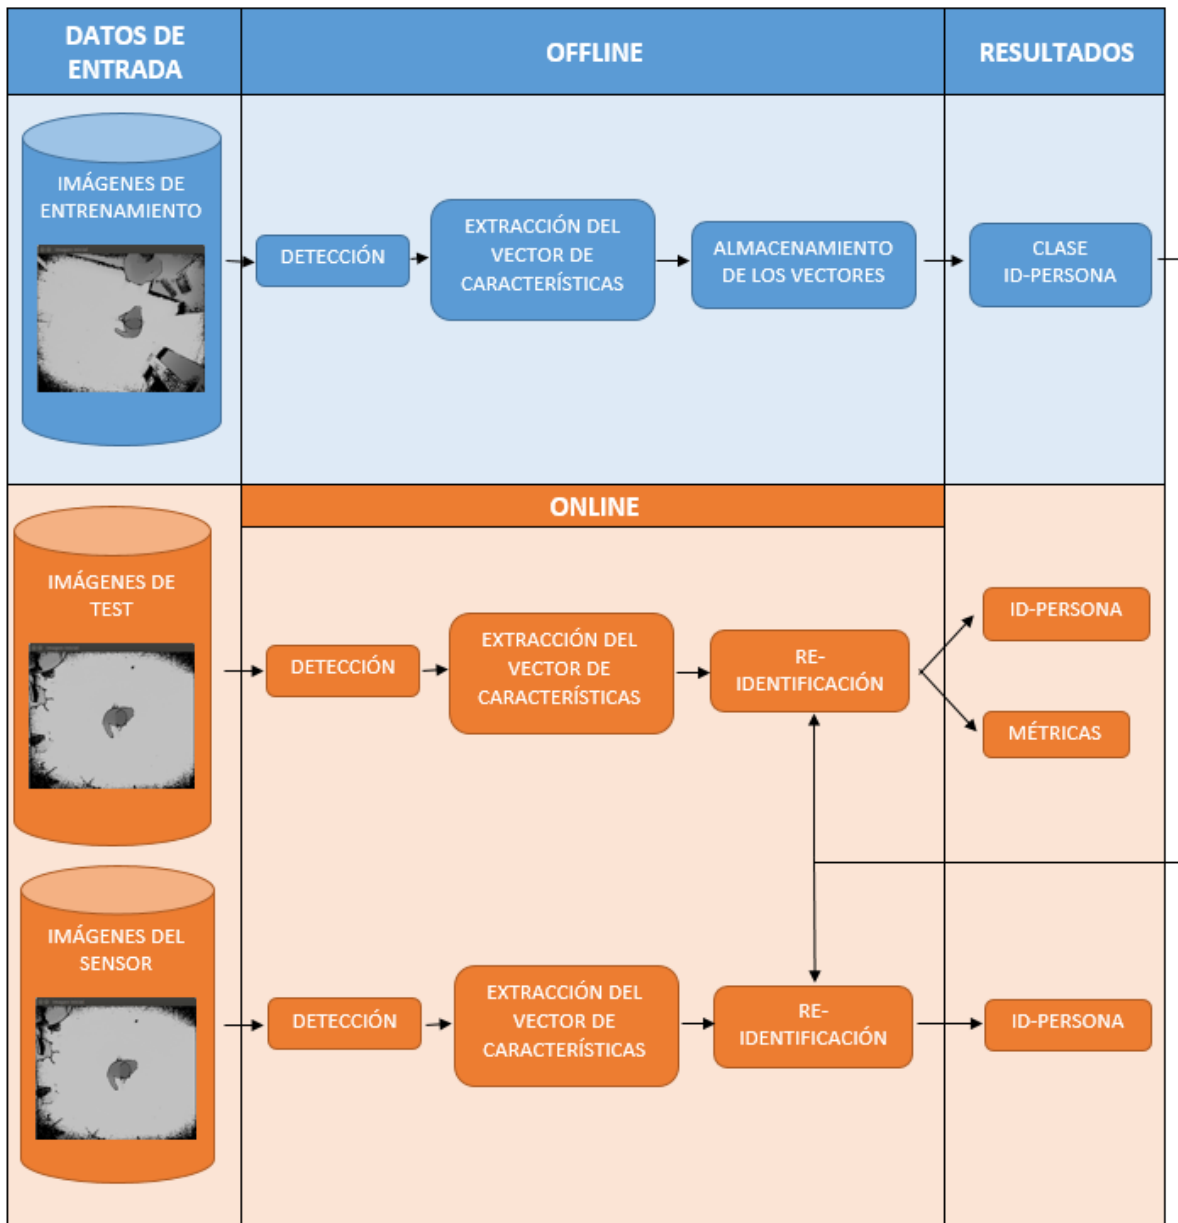 DATOS DE
ENTRADA
OFFLINE
RESULTADOS
IMÁGENES DE
ENTRENAMIENTO
DETECCIÓN
EXTRACCIÓN DEL
VECTOR DE
CARACTERÍSTICAS
ALMACENAMIENTO
DE LOS VECTORES
CLASE
ID-PERSONA
ONLINE
IMÁGENES DE
TEST
DETECCIÓN
EXTRACCIÓN DEL
VECTOR DE
CARACTERÍSTICAS
RE-
IDENTIFICACIÓN
ID-PERSONA
MÉTRICAS
IMÁGENES DEL
SENSOR
DETECCIÓN
EXTRACCIÓN DEL
VECTOR DE
CARACTERÍSTICAS
RE-
IDENTIFICACIÓN
ID-PERSONA